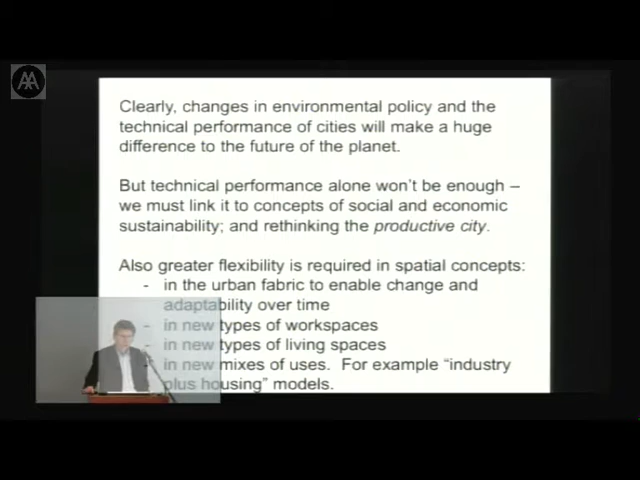 AA
Clearly, changes in environmental policy and the
technical performance of cities will make a huge
difference to the future of the planet.
But technical performance alone won't be enough –
we must link it to concepts of social and economic
sustainability; and rethinking the productive city.
Also greater flexibility is required in spatial concepts:
- in the urban fabric to enable change and
adaptability over time
- in new types of workspaces
- in new types of living spaces
- in new mixes of uses. For example “industry
plus housing” models.